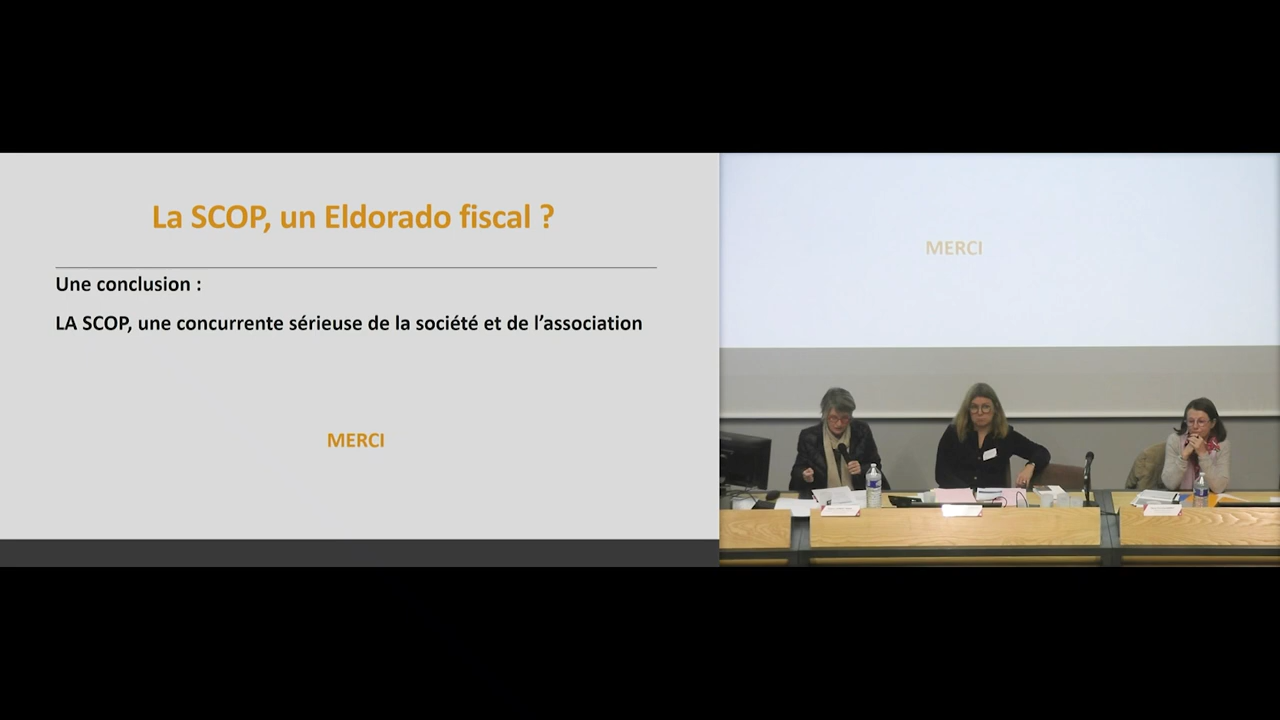 La SCOP, un Eldorado fiscal ?
Une conclusion :
LA SCOP, une concurrente sérieuse de la société et de l’association
MERCI
MERCI